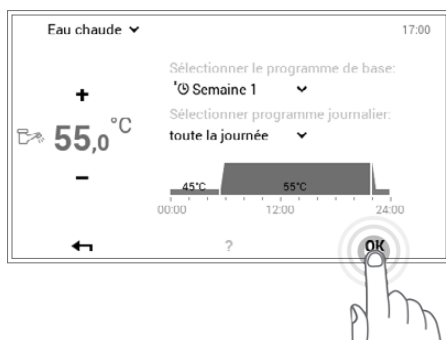 Eau chaude
17:00
Sélectionner le programme de base:
Semaine 1
Sélectionner programme journalier:
toute la journée
+
55,0 °C
–
45°C 55°C
00:00 12:00 24:00
? OK